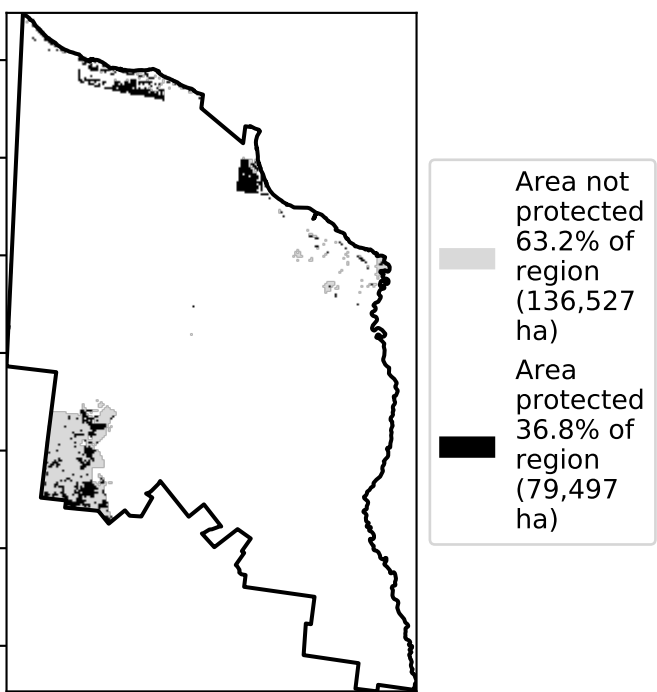 Area not
protected
63.2% of
region
(136,527
ha)
Area
protected
36.8% of
region
(79,497
ha)